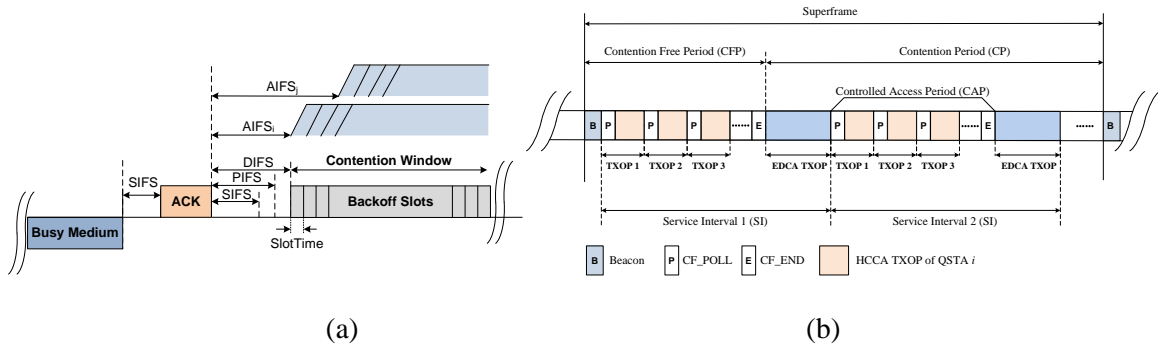 AIFSj
AIFSi
DIFS
Contention Window
PIFS
SIFS
SIFS
ACK
Backoff Slots
Busy Medium
SlotTime
(a)
Superframe
Contention Free Period (CFP)
Contention Period (CP)
Controlled Access Period (CAP)
B P P P ...... E P P P ...... E ...... B
TXOP 1 TXOP 2 TXOP 3 EDCA TXOP TXOP 1 TXOP 2 TXOP 3 EDCA TXOP
Service Interval 1 (SI) Service Interval 2 (SI)
B Beacon P CF_POLL E CF_END HCCA TXOP of QSTA i
(b)